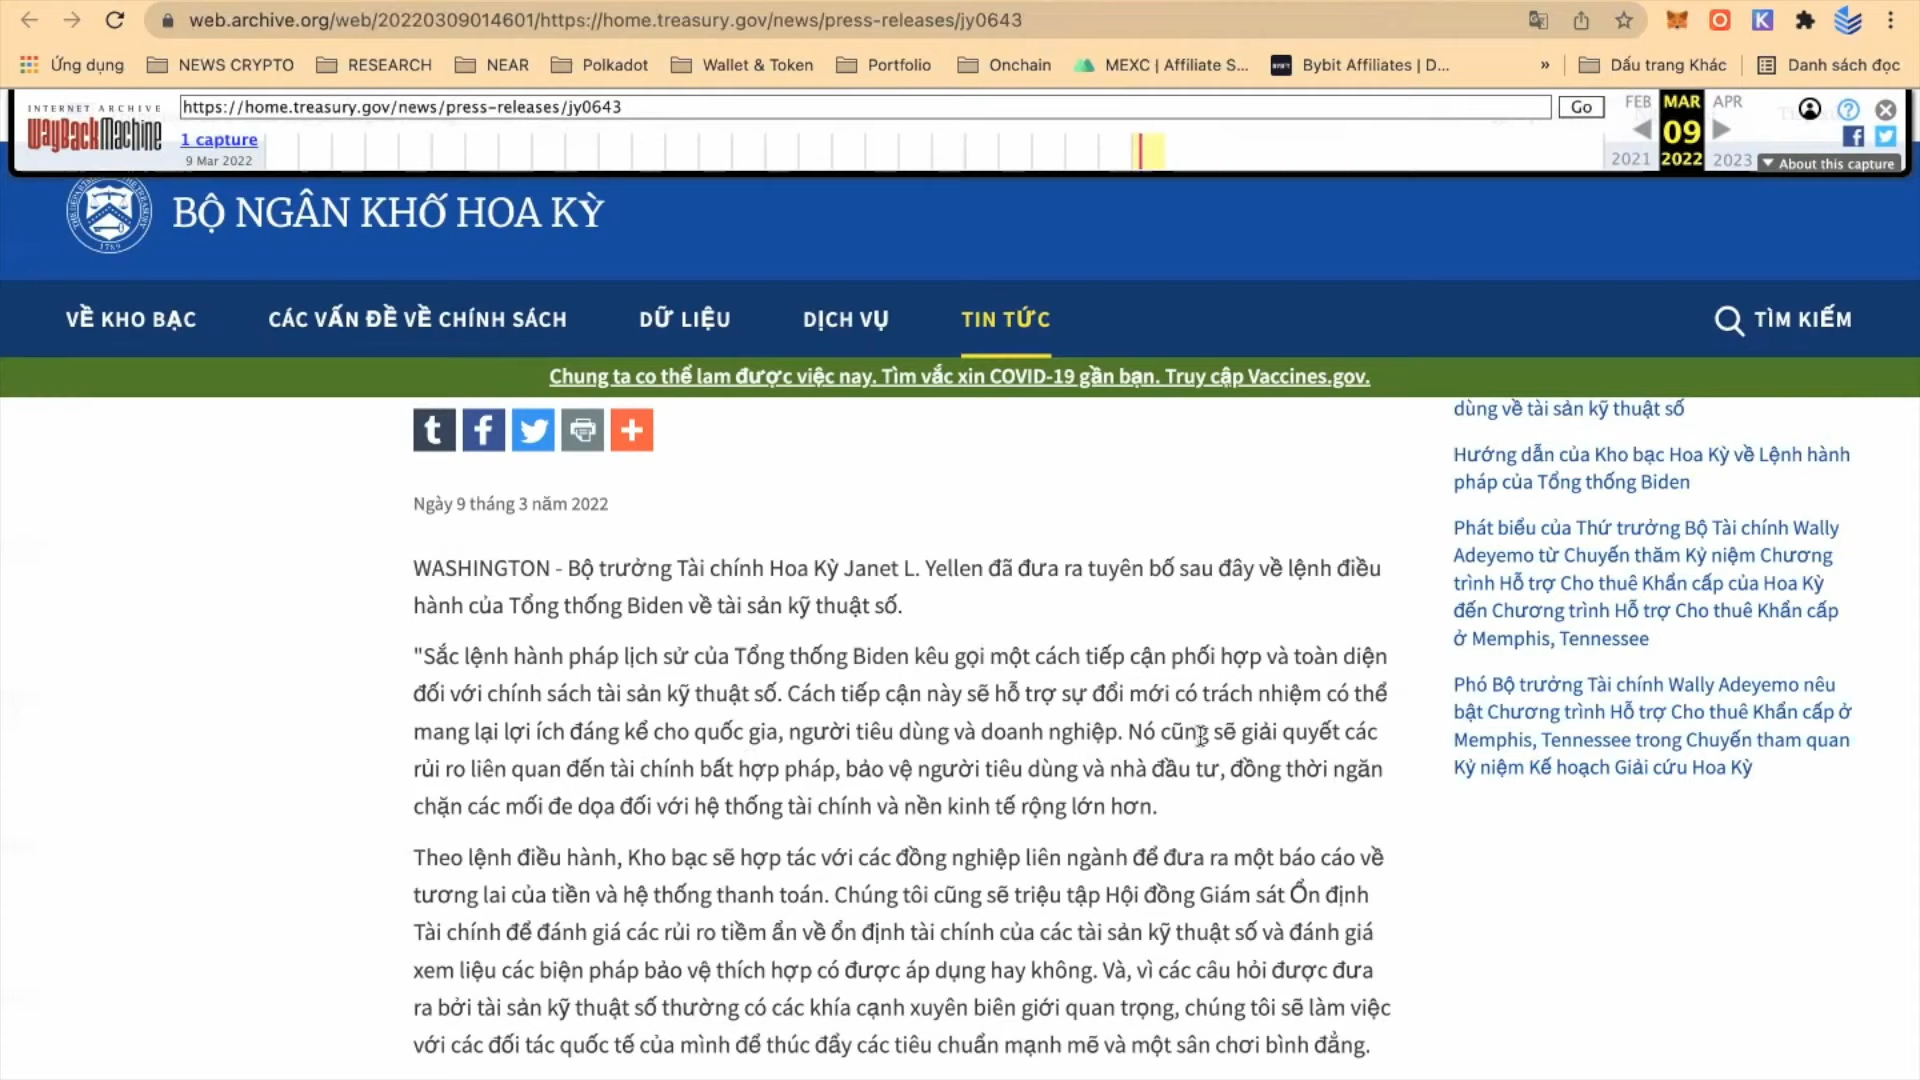 web.archive.org/web/20220309014601/https://home.treasury.gov/news/press-releases/jy0643
Ứng dụng NEWS CRYPTO RESEARCH NEAR Polkadot Wallet & Token Portfolio Onchain MEXC | Affiliate S... Bybit Affiliates | D... » Dấu trang Khác Danh sách đọc
INTERNET ARCHIVE
WayBackMachine
https://home.treasury.gov/news/press-releases/jy0643 Go
1 capture
9 Mar 2022
FEB MAR APR
09
2021 2022 2023
About this capture
BỘ NGÂN KHỐ HOA KỲ
VỀ KHO BẠC CÁC VẤN ĐỀ VỀ CHÍNH SÁCH DỮ LIỆU DỊCH VỤ TIN TỨC TÌM KIẾM
Chung ta co thể lam được việc nay. Tìm vắc xin COVID-19 gần bạn. Truy cập Vaccines.gov.
Ngày 9 tháng 3 năm 2022
WASHINGTON - Bộ trưởng Tài chính Hoa Kỳ Janet L. Yellen đã đưa ra tuyên bố sau đây về lệnh điều
hành của Tổng thống Biden về tài sản kỹ thuật số.
"Sắc lệnh hành pháp lịch sử của Tổng thống Biden kêu gọi một cách tiếp cận phối hợp và toàn diện
đối với chính sách tài sản kỹ thuật số. Cách tiếp cận này sẽ hỗ trợ sự đổi mới có trách nhiệm có thể
mang lại lợi ích đáng kể cho quốc gia, người tiêu dùng và doanh nghiệp. Nó cũng sẽ giải quyết các
rủi ro liên quan đến tài chính bất hợp pháp, bảo vệ người tiêu dùng và nhà đầu tư, đồng thời ngăn
chặn các mối đe dọa đối với hệ thống tài chính và nền kinh tế rộng lớn hơn.
Theo lệnh điều hành, Kho bạc sẽ hợp tác với các đồng nghiệp liên ngành để đưa ra một báo cáo về
tương lai của tiền và hệ thống thanh toán. Chúng tôi cũng sẽ triệu tập Hội đồng Giám sát Ổn định
Tài chính để đánh giá các rủi ro tiềm ẩn về ổn định tài chính của các tài sản kỹ thuật số và đánh giá
xem liệu các biện pháp bảo vệ thích hợp có được áp dụng hay không. Và, vì các câu hỏi được đưa
ra bởi tài sản kỹ thuật số thường có các khía cạnh xuyên biên giới quan trọng, chúng tôi sẽ làm việc
với các đối tác quốc tế của mình để thúc đẩy các tiêu chuẩn mạnh mẽ và một sân chơi bình đẳng.
dùng về tài sản kỹ thuật số
Hướng dẫn của Kho bạc Hoa Kỳ về Lệnh hành
pháp của Tổng thống Biden
Phát biểu của Thứ trưởng Bộ Tài chính Wally
Adeyemo từ Chuyến thăm Kỷ niệm Chương
trình Hỗ trợ Cho thuê Khẩn cấp của Hoa Kỳ
đến Chương trình Hỗ trợ Cho thuê Khẩn cấp
ở Memphis, Tennessee
Phó Bộ trưởng Tài chính Wally Adeyemo nêu
bật Chương trình Hỗ trợ Cho thuê Khẩn cấp ở
Memphis, Tennessee trong Chuyến tham quan
Kỷ niệm Kế hoạch Giải cứu Hoa Kỳ